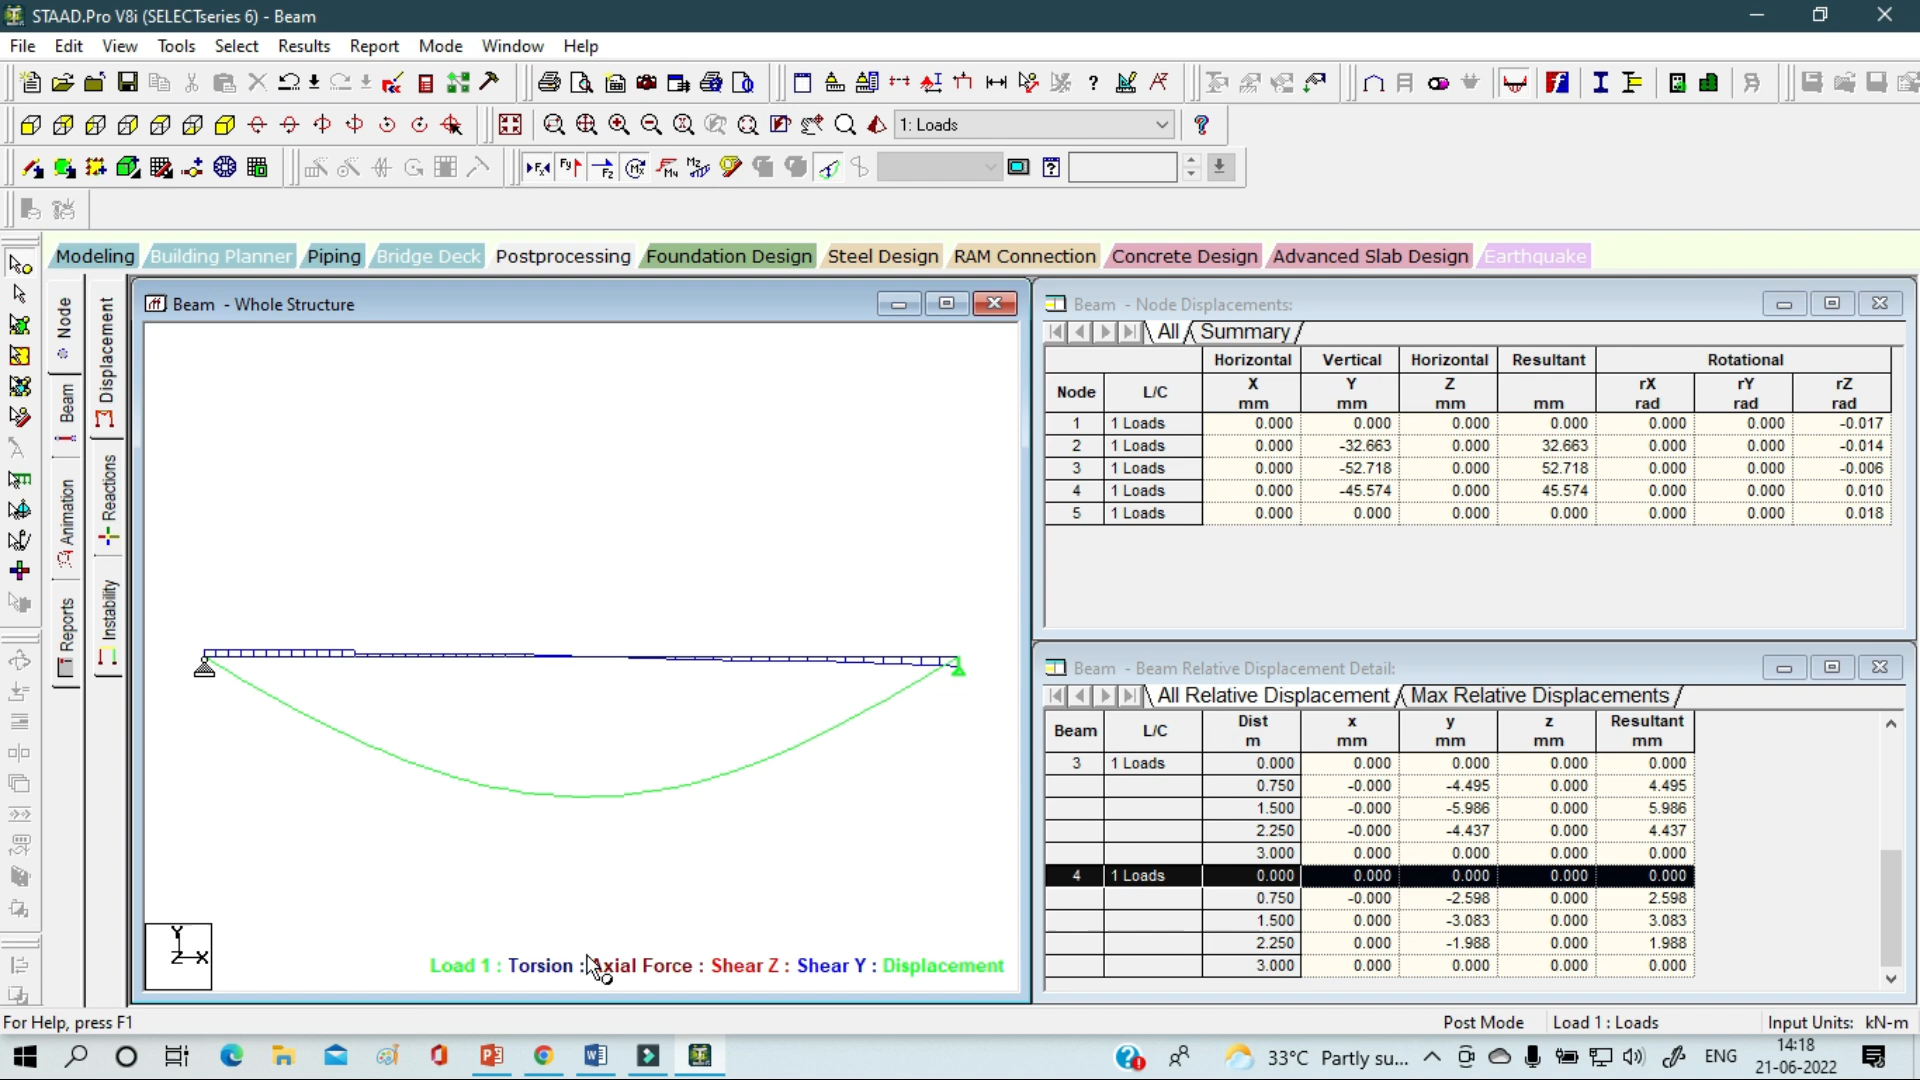 STAAD.Pro V8i (SELECTseries 6) - Beam
File Edit View Tools Select Results Report Mode Window Help
1: Loads
Modeling Building Planner Piping Bridge Deck Postprocessing Foundation Design Steel Design RAM Connection Concrete Design Advanced Slab Design Earthquake
Node
Beam
Animation
Reports
Displacement
Reactions
Instability
Beam - Whole Structure
Y
Z X
Load 1 : Torsion : Axial Force : Shear Z : Shear Y : Displacement
Beam - Node Displacements:
All Summary
Horizontal Vertical Horizontal Resultant Rotational
Node L/C X mm Y mm Z mm mm rX rad rY rad rZ rad
1 1 Loads 0.000 0.000 0.000 0.000 0.000 0.000 -0.017
2 1 Loads 0.000 -32.663 0.000 32.663 0.000 0.000 -0.014
3 1 Loads 0.000 -52.718 0.000 52.718 0.000 0.000 -0.006
4 1 Loads 0.000 -45.574 0.000 45.574 0.000 0.000 0.010
5 1 Loads 0.000 0.000 0.000 0.000 0.000 0.000 0.018
Beam - Beam Relative Displacement Detail:
All Relative Displacement Max Relative Displacements
Beam L/C Dist m x mm y mm z mm Resultant mm
3 1 Loads 0.000 0.000 0.000 0.000 0.000
0.750 -0.000 -4.495 0.000 4.495
1.500 -0.000 -5.986 0.000 5.986
2.250 -0.000 -4.437 0.000 4.437
3.000 0.000 0.000 0.000 0.000
4 1 Loads 0.000 0.000 0.000 0.000 0.000
0.750 -0.000 -2.598 0.000 2.598
1.500 0.000 -3.083 0.000 3.083
2.250 0.000 -1.988 0.000 1.988
3.000 0.000 0.000 0.000 0.000
For Help, press F1
Post Mode Load 1 : Loads Input Units: kN-m
33°C Partly su... ENG 14:18
21-06-2022